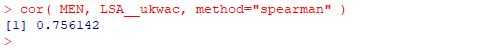 > cor( MEN, LSA__ukwac, method="spearman" )
[1] 0.756142
>